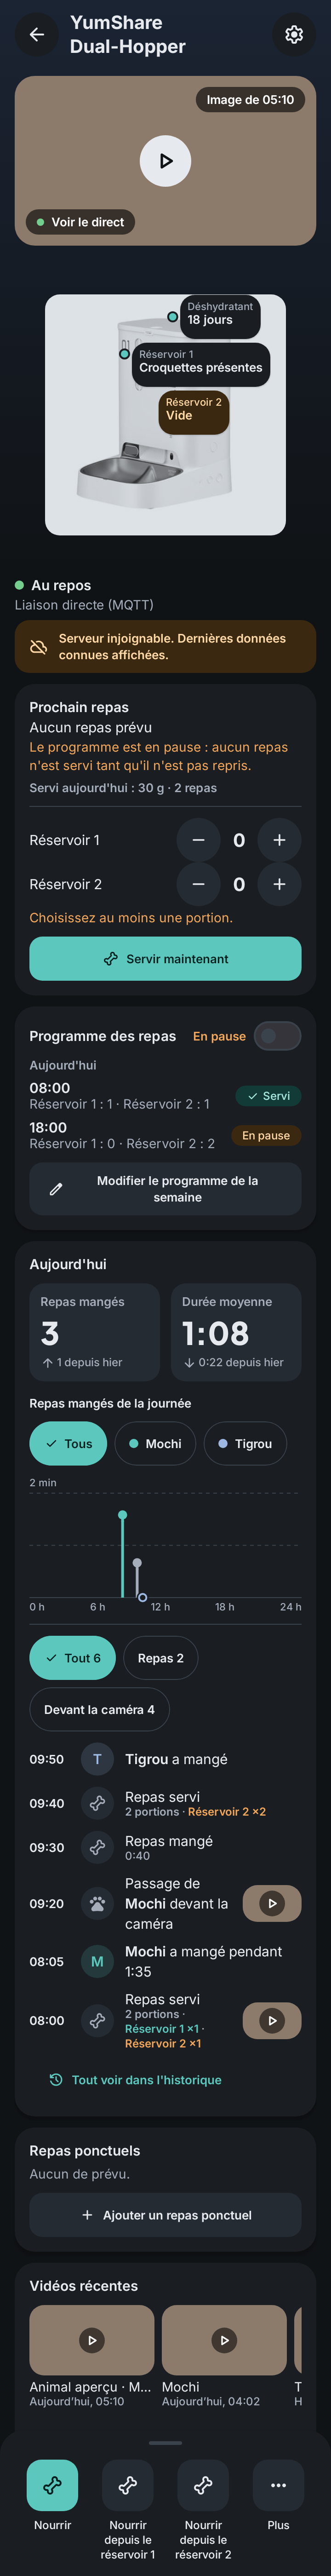 YumShare
Dual-Hopper
Image de 05:10
Voir le direct
Déshydratant
18 jours
Réservoir 1
Croquettes présentes
Réservoir 2
Vide
Au repos
Liaison directe (MQTT)
Serveur injoignable. Dernières données
connues affichées.
Prochain repas
Aucun repas prévu
Le programme est en pause : aucun repas
n'est servi tant qu'il n'est pas repris.
Servi aujourd'hui : 30 g · 2 repas
Réservoir 1
0
Réservoir 2
0
Choisissez au moins une portion.
Servir maintenant
Programme des repas
En pause
Aujourd'hui
08:00
Réservoir 1 : 1 · Réservoir 2 : 1
Servi
18:00
Réservoir 1 : 0 · Réservoir 2 : 2
En pause
Modifier le programme de la
semaine
Aujourd'hui
Repas mangés
3
1 depuis hier
Durée moyenne
1:08
0:22 depuis hier
Repas mangés de la journée
Tous
Mochi
Tigrou
2 min
0 h 6 h 12 h 18 h 24 h
Tout 6
Repas 2
Devant la caméra 4
09:50
T
Tigrou a mangé
09:40
Repas servi
2 portions · Réservoir 2 ×2
09:30
Repas mangé
0:40
09:20
Passage de
Mochi devant la
caméra
08:05
M
Mochi a mangé pendant
1:35
08:00
Repas servi
2 portions ·
Réservoir 1 ×1 ·
Réservoir 2 ×1
Tout voir dans l'historique
Repas ponctuels
Aucun de prévu.
Ajouter un repas ponctuel
Vidéos récentes
Animal aperçu · M...
Aujourd'hui, 05:10
Mochi
Aujourd'hui, 04:02
T
H
Nourrir
Nourrir
depuis le
réservoir 1
Nourrir
depuis le
réservoir 2
Plus